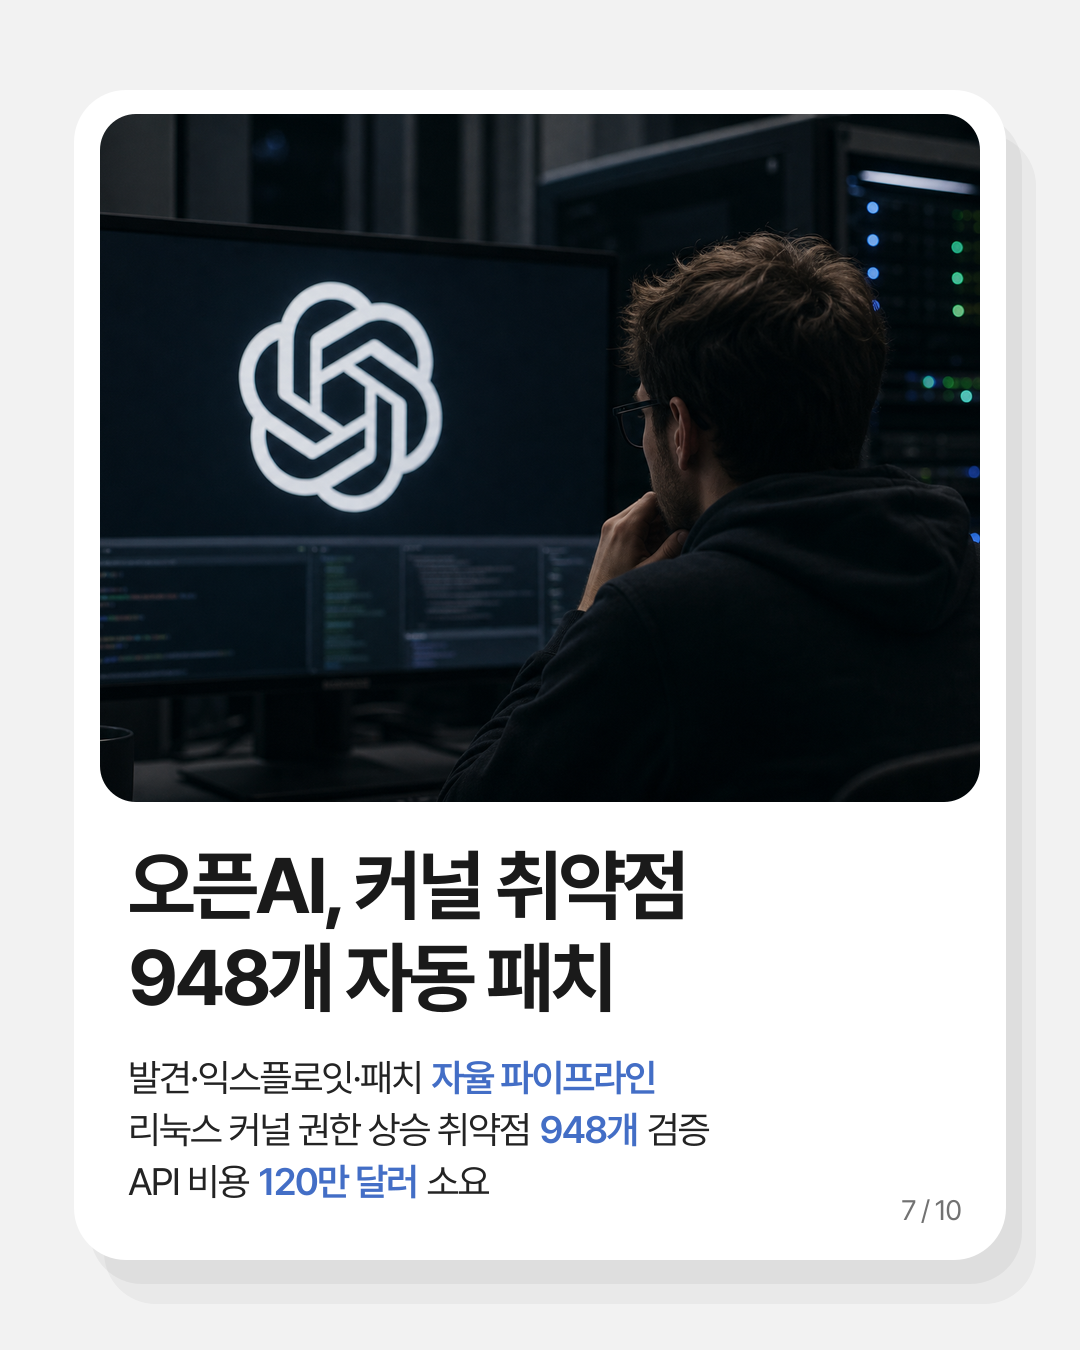 오픈AI, 커널 취약점
948개 자동 패치
발견·익스플로잇·패치 자율 파이프라인
리눅스 커널 권한 상승 취약점 948개 검증
API 비용 120만 달러 소요
7 / 10